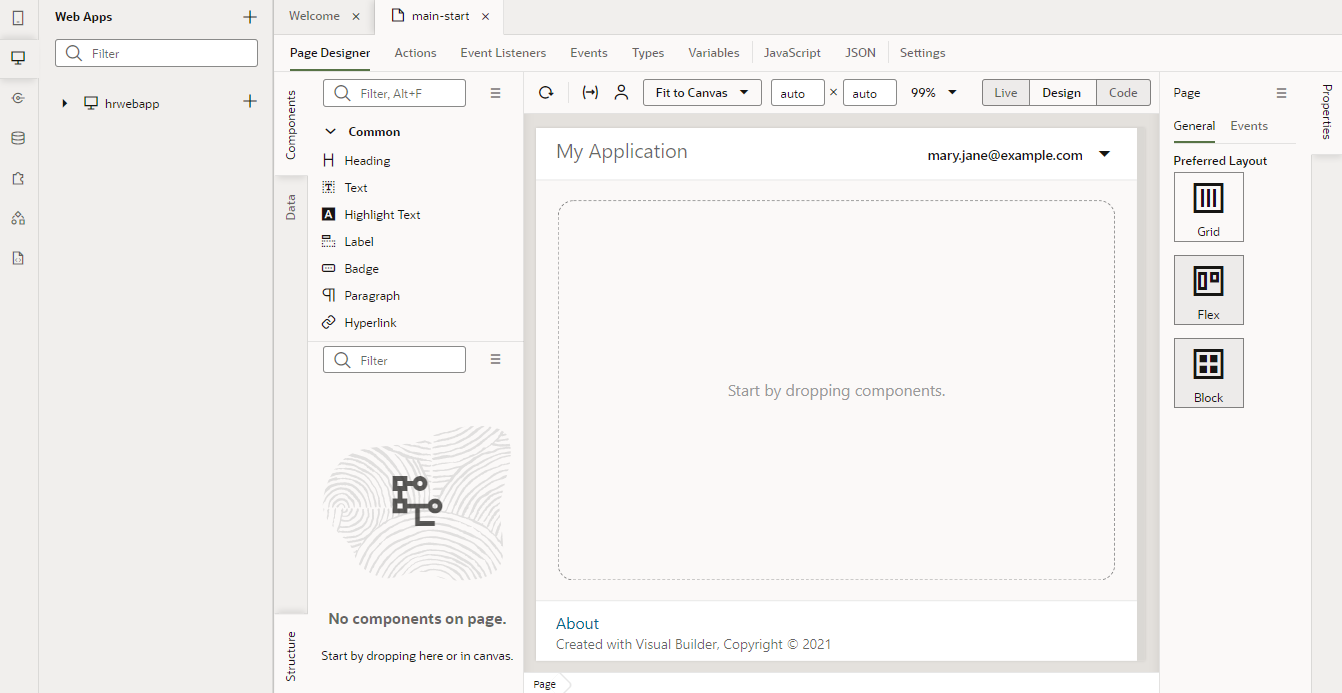 Web Apps
Filter
hrwebapp
Welcome
main-start
Page Designer
Actions
Event Listeners
Events
Types
Variables
JavaScript
JSON
Settings
Components
Data
Structure
Filter, Alt+F
Common
Heading
Text
Highlight Text
Label
Badge
Paragraph
Hyperlink
Filter
No components on page.
Start by dropping here or in canvas.
Fit to Canvas
auto
×
auto
99%
Live
Design
Code
My Application
mary.jane@example.com
Start by dropping components.
About
Created with Visual Builder, Copyright © 2021
Page
Page
General
Events
Preferred Layout
Grid
Flex
Block
Properties